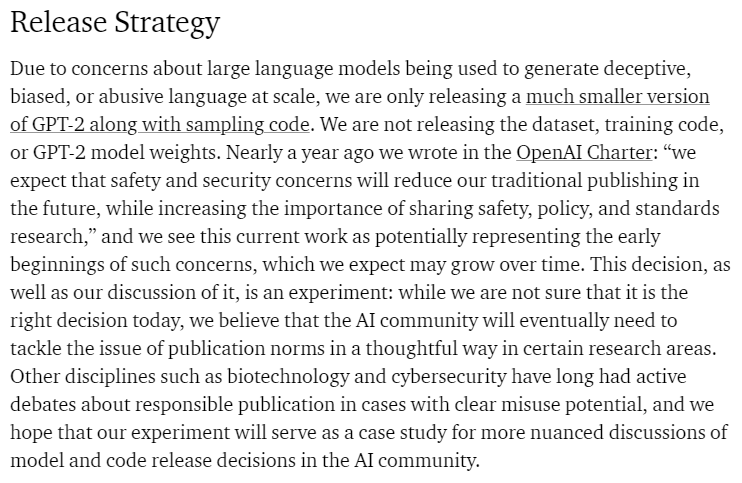 Release Strategy
Due to concerns about large language models being used to generate deceptive,
biased, or abusive language at scale, we are only releasing a much smaller version
of GPT-2 along with sampling code. We are not releasing the dataset, training code,
or GPT-2 model weights. Nearly a year ago we wrote in the OpenAI Charter: “we
expect that safety and security concerns will reduce our traditional publishing in
the future, while increasing the importance of sharing safety, policy, and standards
research,” and we see this current work as potentially representing the early
beginnings of such concerns, which we expect may grow over time. This decision, as
well as our discussion of it, is an experiment: while we are not sure that it is the
right decision today, we believe that the AI community will eventually need to
tackle the issue of publication norms in a thoughtful way in certain research areas.
Other disciplines such as biotechnology and cybersecurity have long had active
debates about responsible publication in cases with clear misuse potential, and we
hope that our experiment will serve as a case study for more nuanced discussions of
model and code release decisions in the AI community.